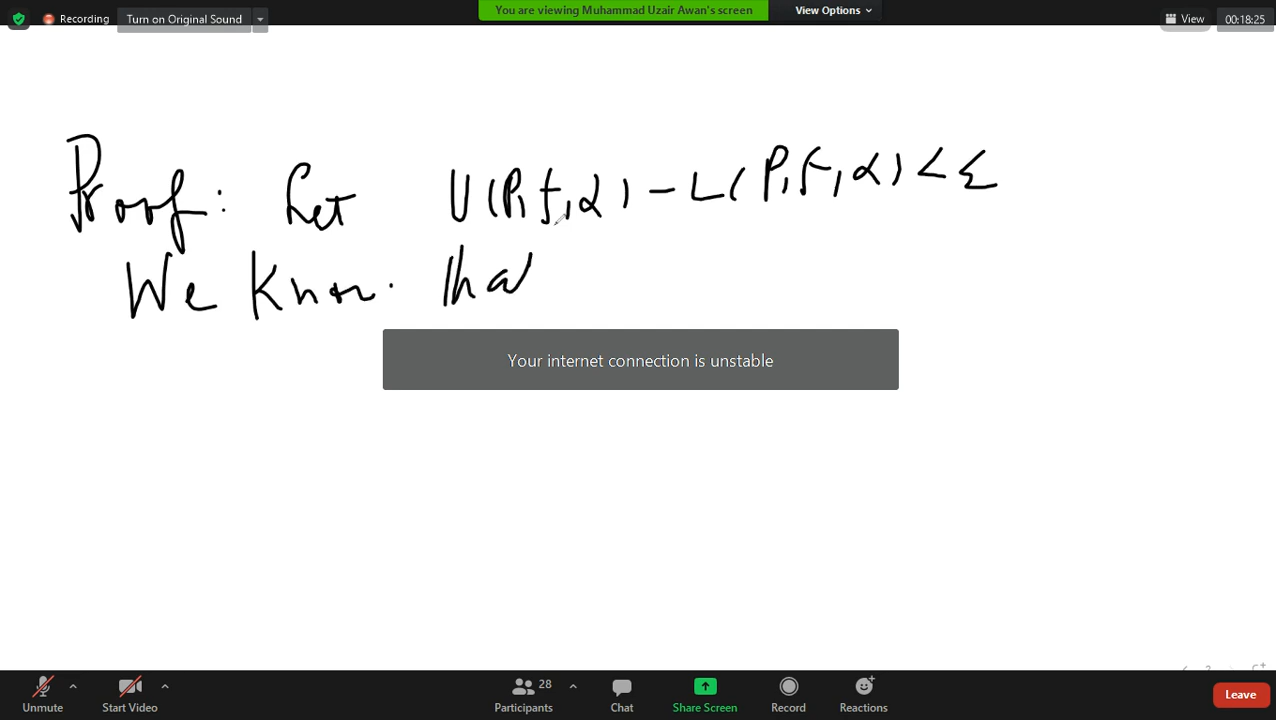 Recording
Turn on Original Sound
You are viewing Muhammad Uzair Awan's screen
View Options
View
00:18:25
Proof: Let U(P,f,α) - L(P,f,α) < ε
We know that
Your internet connection is unstable
Unmute
Start Video
28
Participants
Chat
Share Screen
Record
Reactions
Leave